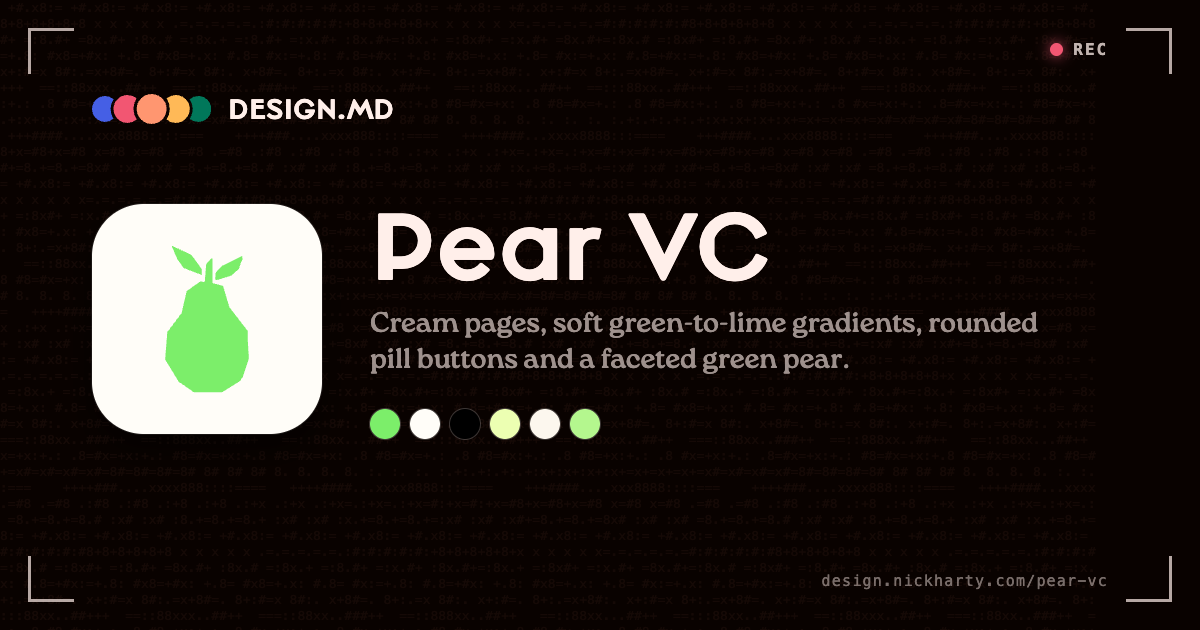 REC
DESIGN.MD
Pear VC
Cream pages, soft green-to-lime gradients, rounded
pill buttons and a faceted green pear.
design.nickharty.com/pear-vc